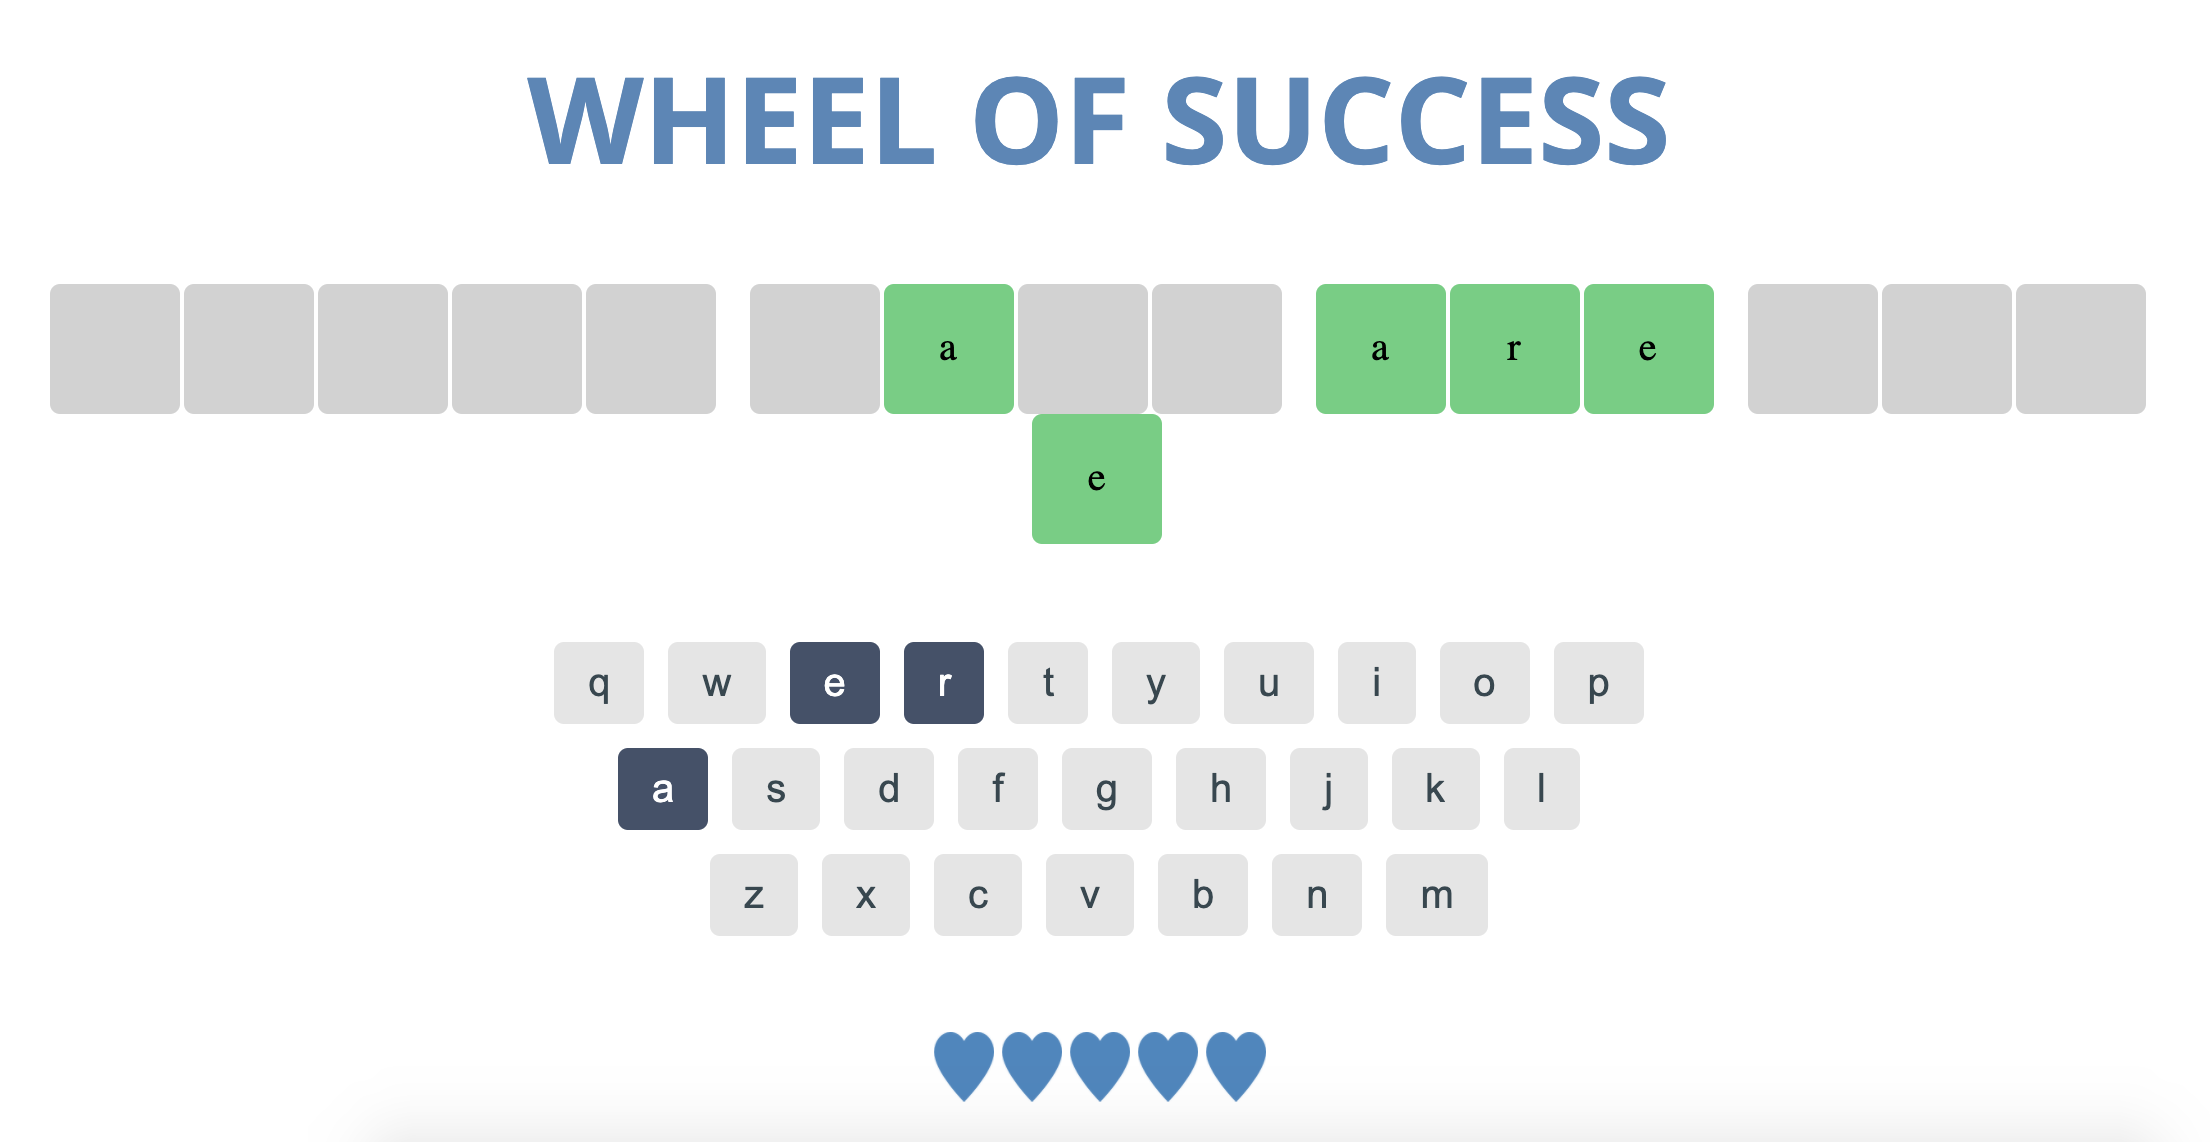 WHEEL OF SUCCESS
a a r e
e
q w e r t y u i o p
a s d f g h j k l
z x c v b n m